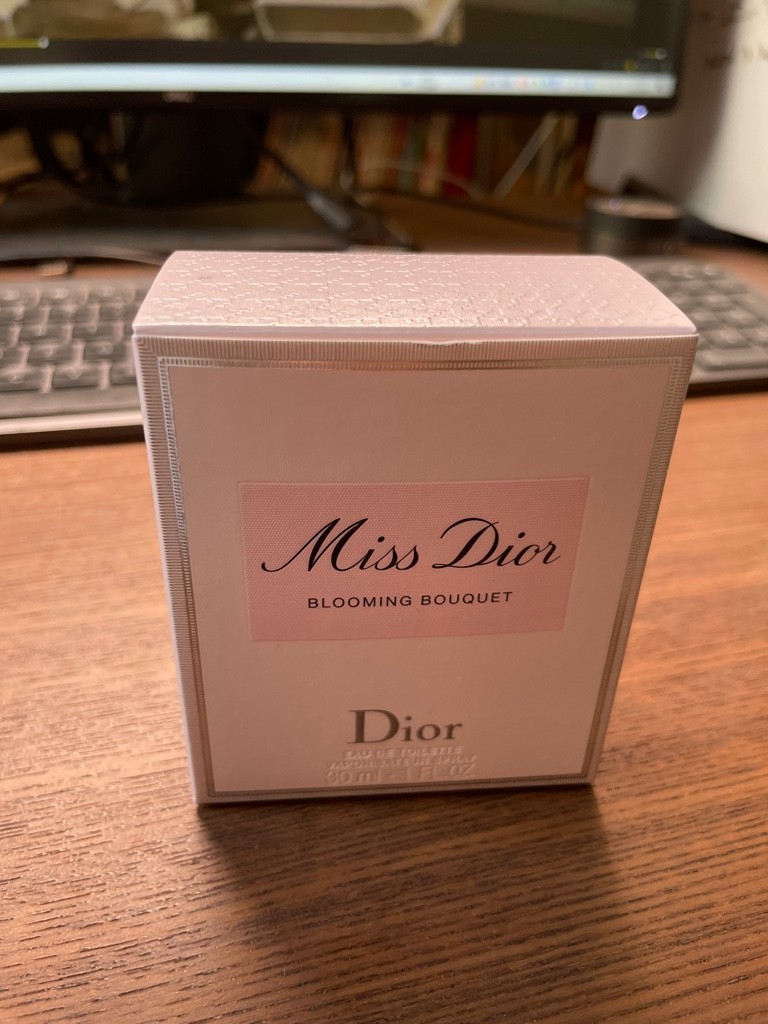 Miss Dior
BLOOMING BOUQUET
Dior
EAU DE TOILETTE
VAPORISATEUR SPRAY
30 ml - 1 FL.OZ